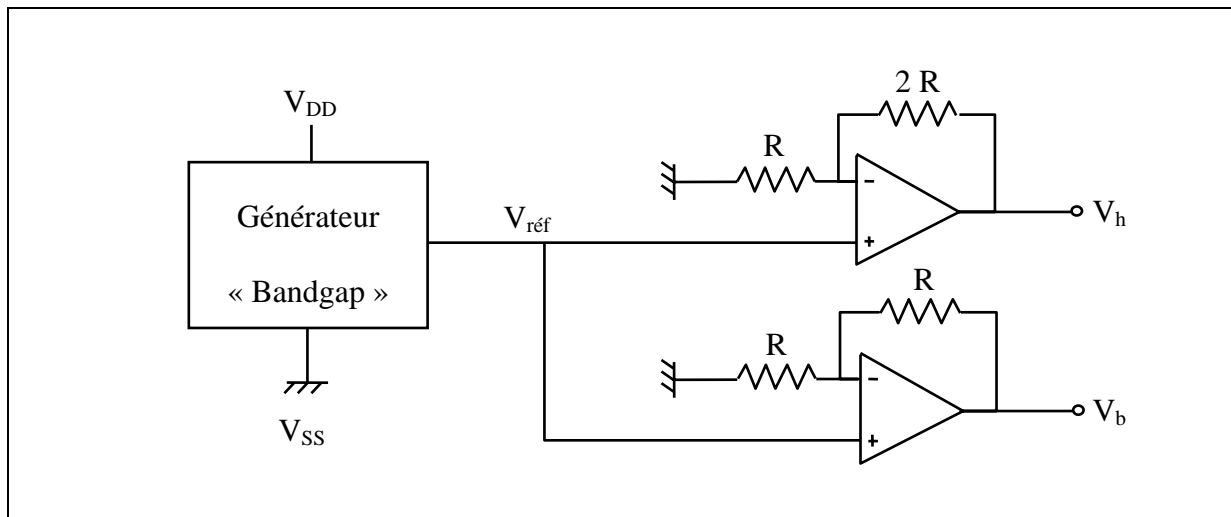 2 R
V_DD
R
-
Générateur
V_réf
V_h
+
« Bandgap »
R
R
-
V_SS
V_b
+